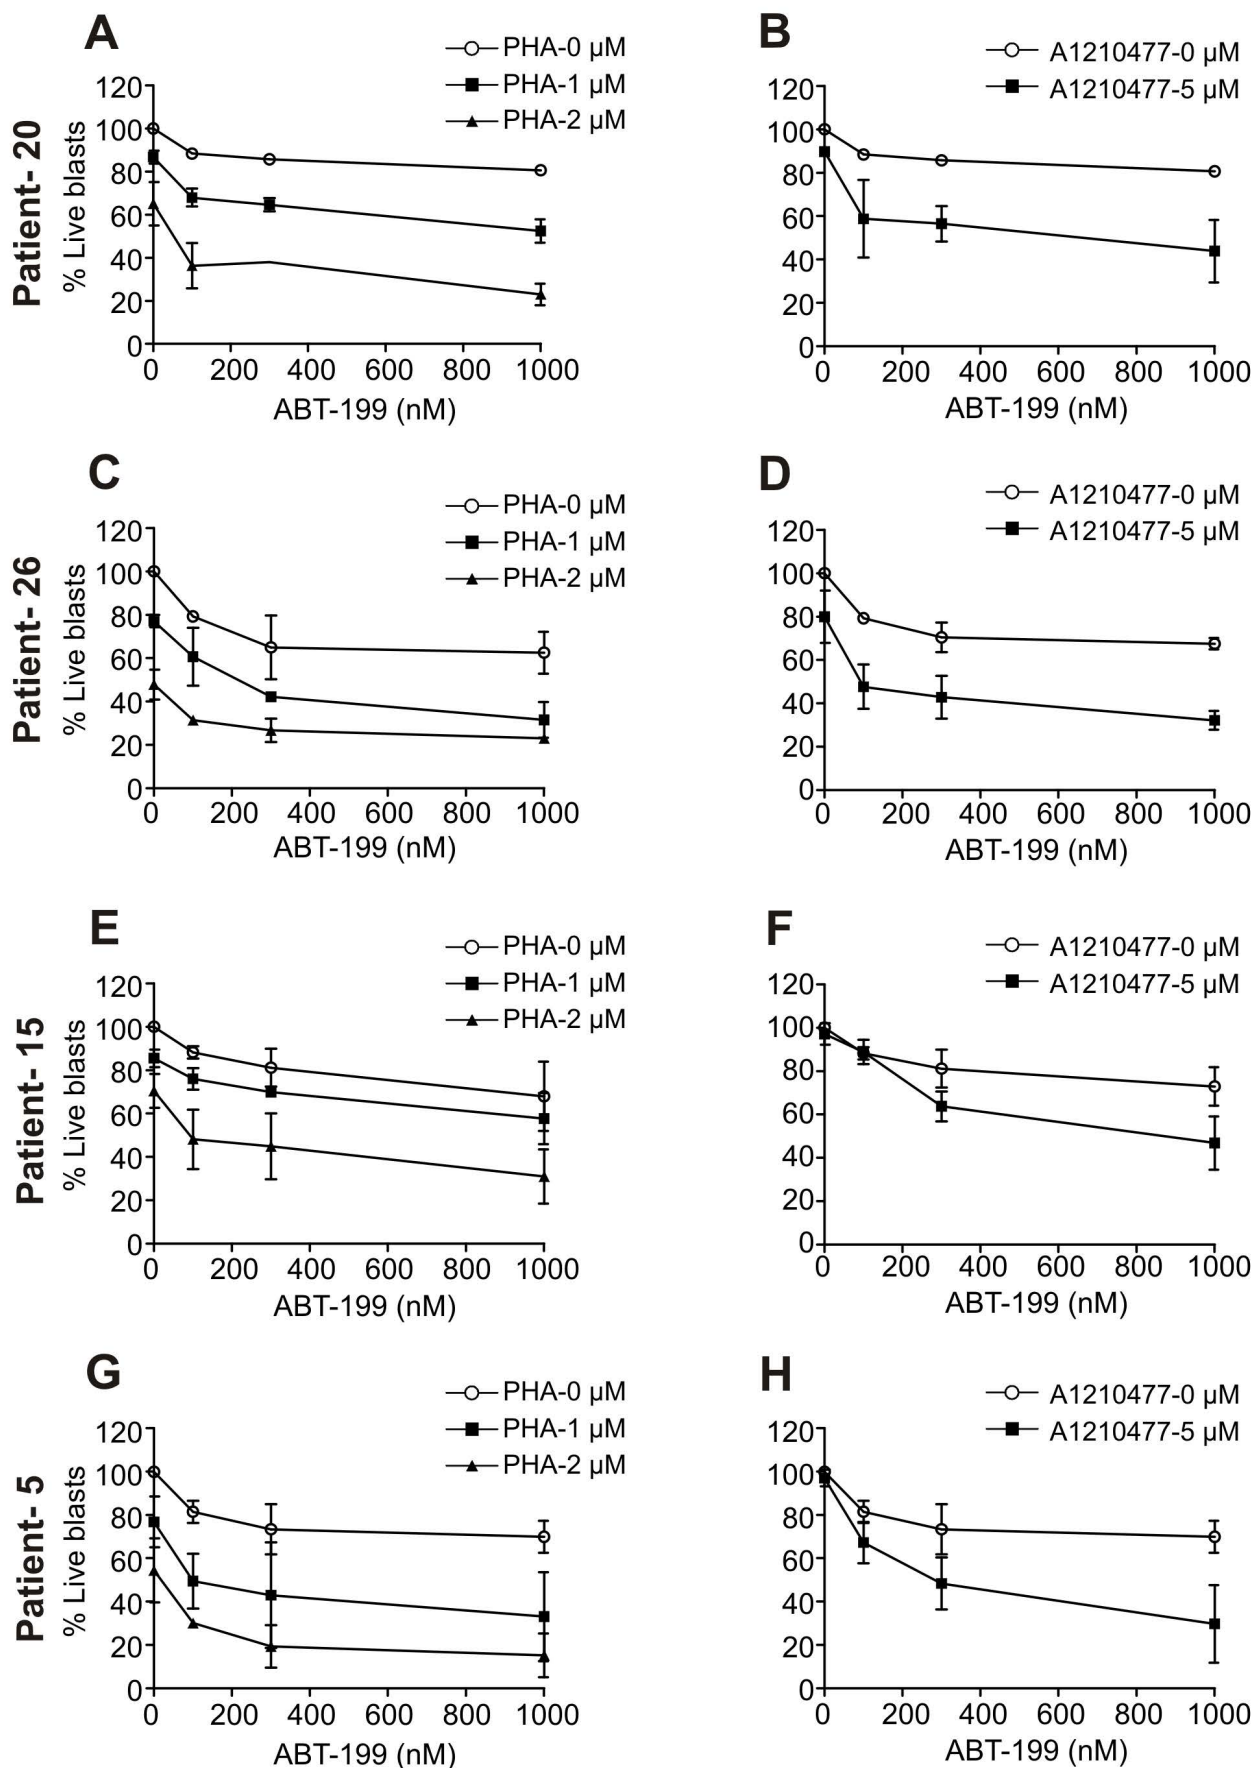 A
PHA-0 µM
PHA-1 µM
PHA-2 µM
Patient- 20
% Live blasts
120
100
80
60
40
20
0
0 200 400 600 800 1000
ABT-199 (nM)
B
A1210477-0 µM
A1210477-5 µM
120
100
80
60
40
20
0
0 200 400 600 800 1000
ABT-199 (nM)
C
PHA-0 µM
PHA-1 µM
PHA-2 µM
Patient- 26
% Live blasts
120
100
80
60
40
20
0
0 200 400 600 800 1000
ABT-199 (nM)
D
A1210477-0 µM
A1210477-5 µM
120
100
80
60
40
20
0
0 200 400 600 800 1000
ABT-199 (nM)
E
PHA-0 µM
PHA-1 µM
PHA-2 µM
Patient- 15
% Live blasts
120
100
80
60
40
20
0
0 200 400 600 800 1000
ABT-199 (nM)
F
A1210477-0 µM
A1210477-5 µM
120
100
80
60
40
20
0
0 200 400 600 800 1000
ABT-199 (nM)
G
PHA-0 µM
PHA-1 µM
PHA-2 µM
Patient- 5
% Live blasts
120
100
80
60
40
20
0
0 200 400 600 800 1000
ABT-199 (nM)
H
A1210477-0 µM
A1210477-5 µM
120
100
80
60
40
20
0
0 200 400 600 800 1000
ABT-199 (nM)